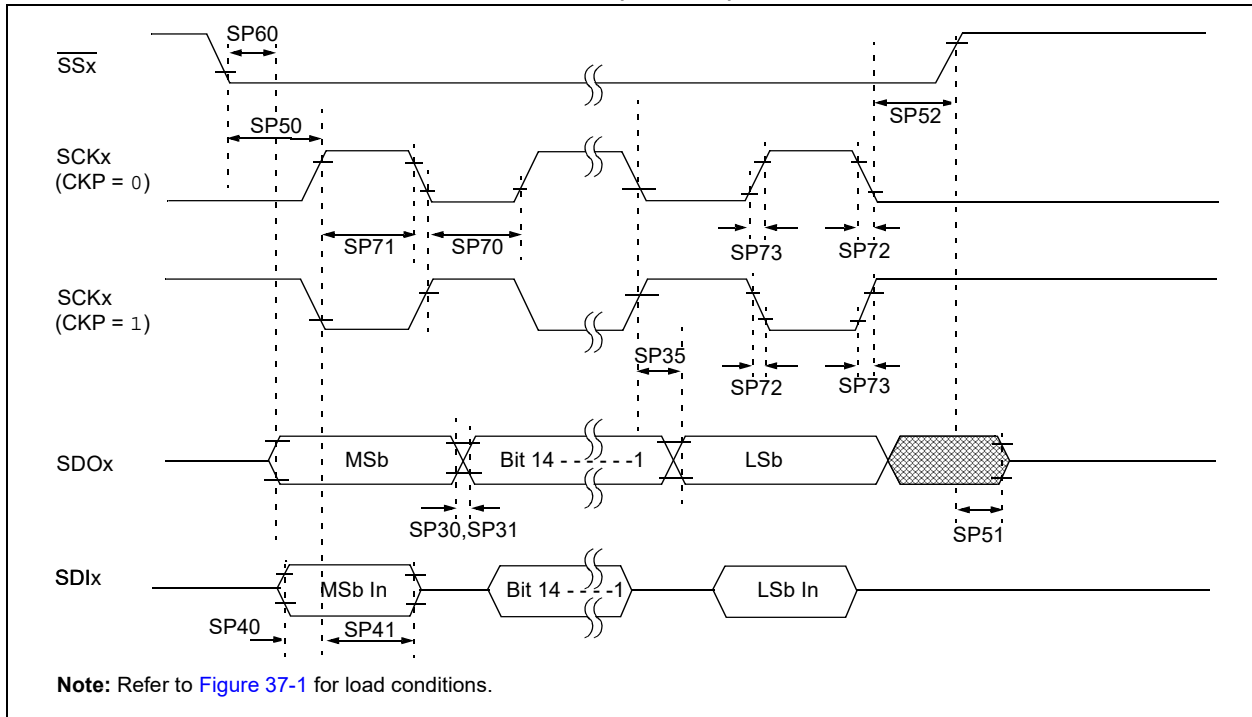 SP60
SSx
SP50
SP52
SCKx
(CKP = 0)
SP71
SP70
SP73
SP72
SCKx
(CKP = 1)
SP35
SP72
SP73
SDOx
MSb
Bit 14 - - - - - -1
LSb
SP30,SP31
SP51
SDIx
MSb In
Bit 14 - - - -1
LSb In
SP40
SP41
Note: Refer to Figure 37-1 for load conditions.